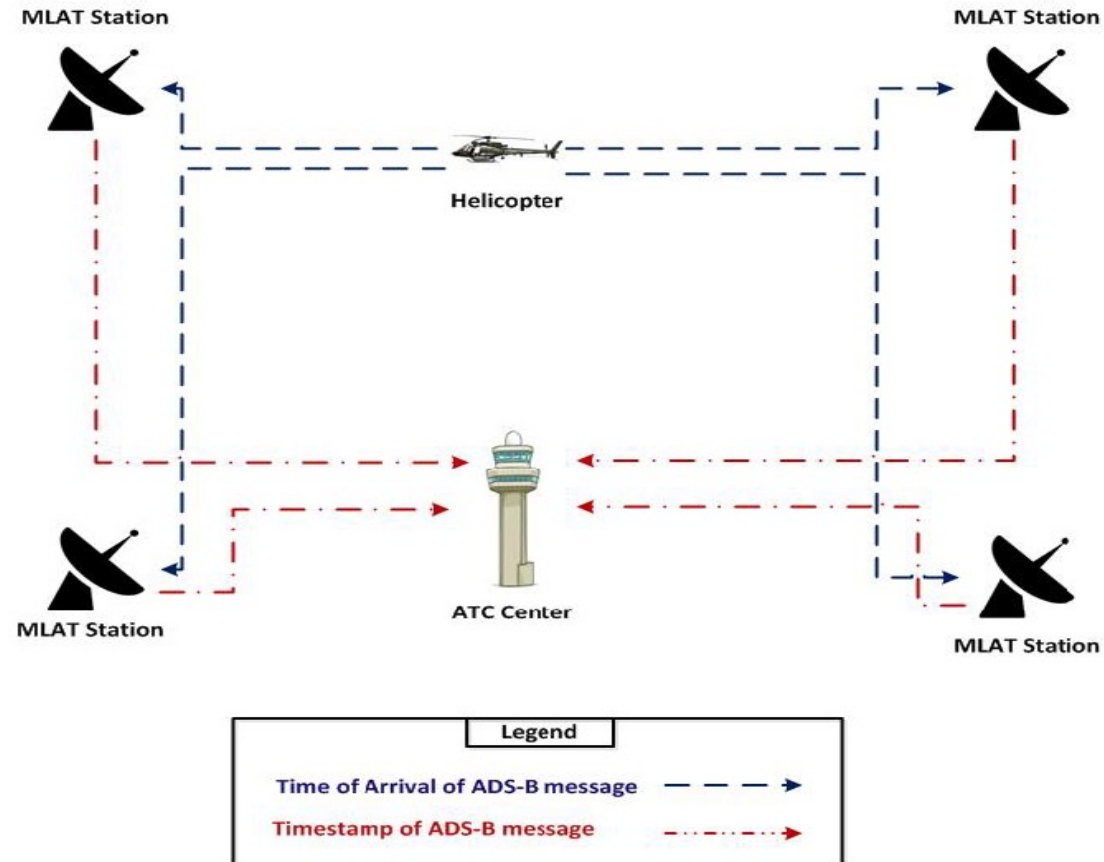 MLAT Station
MLAT Station
Helicopter
ATC Center
MLAT Station
MLAT Station
Legend
Time of Arrival of ADS-B message
Timestamp of ADS-B message